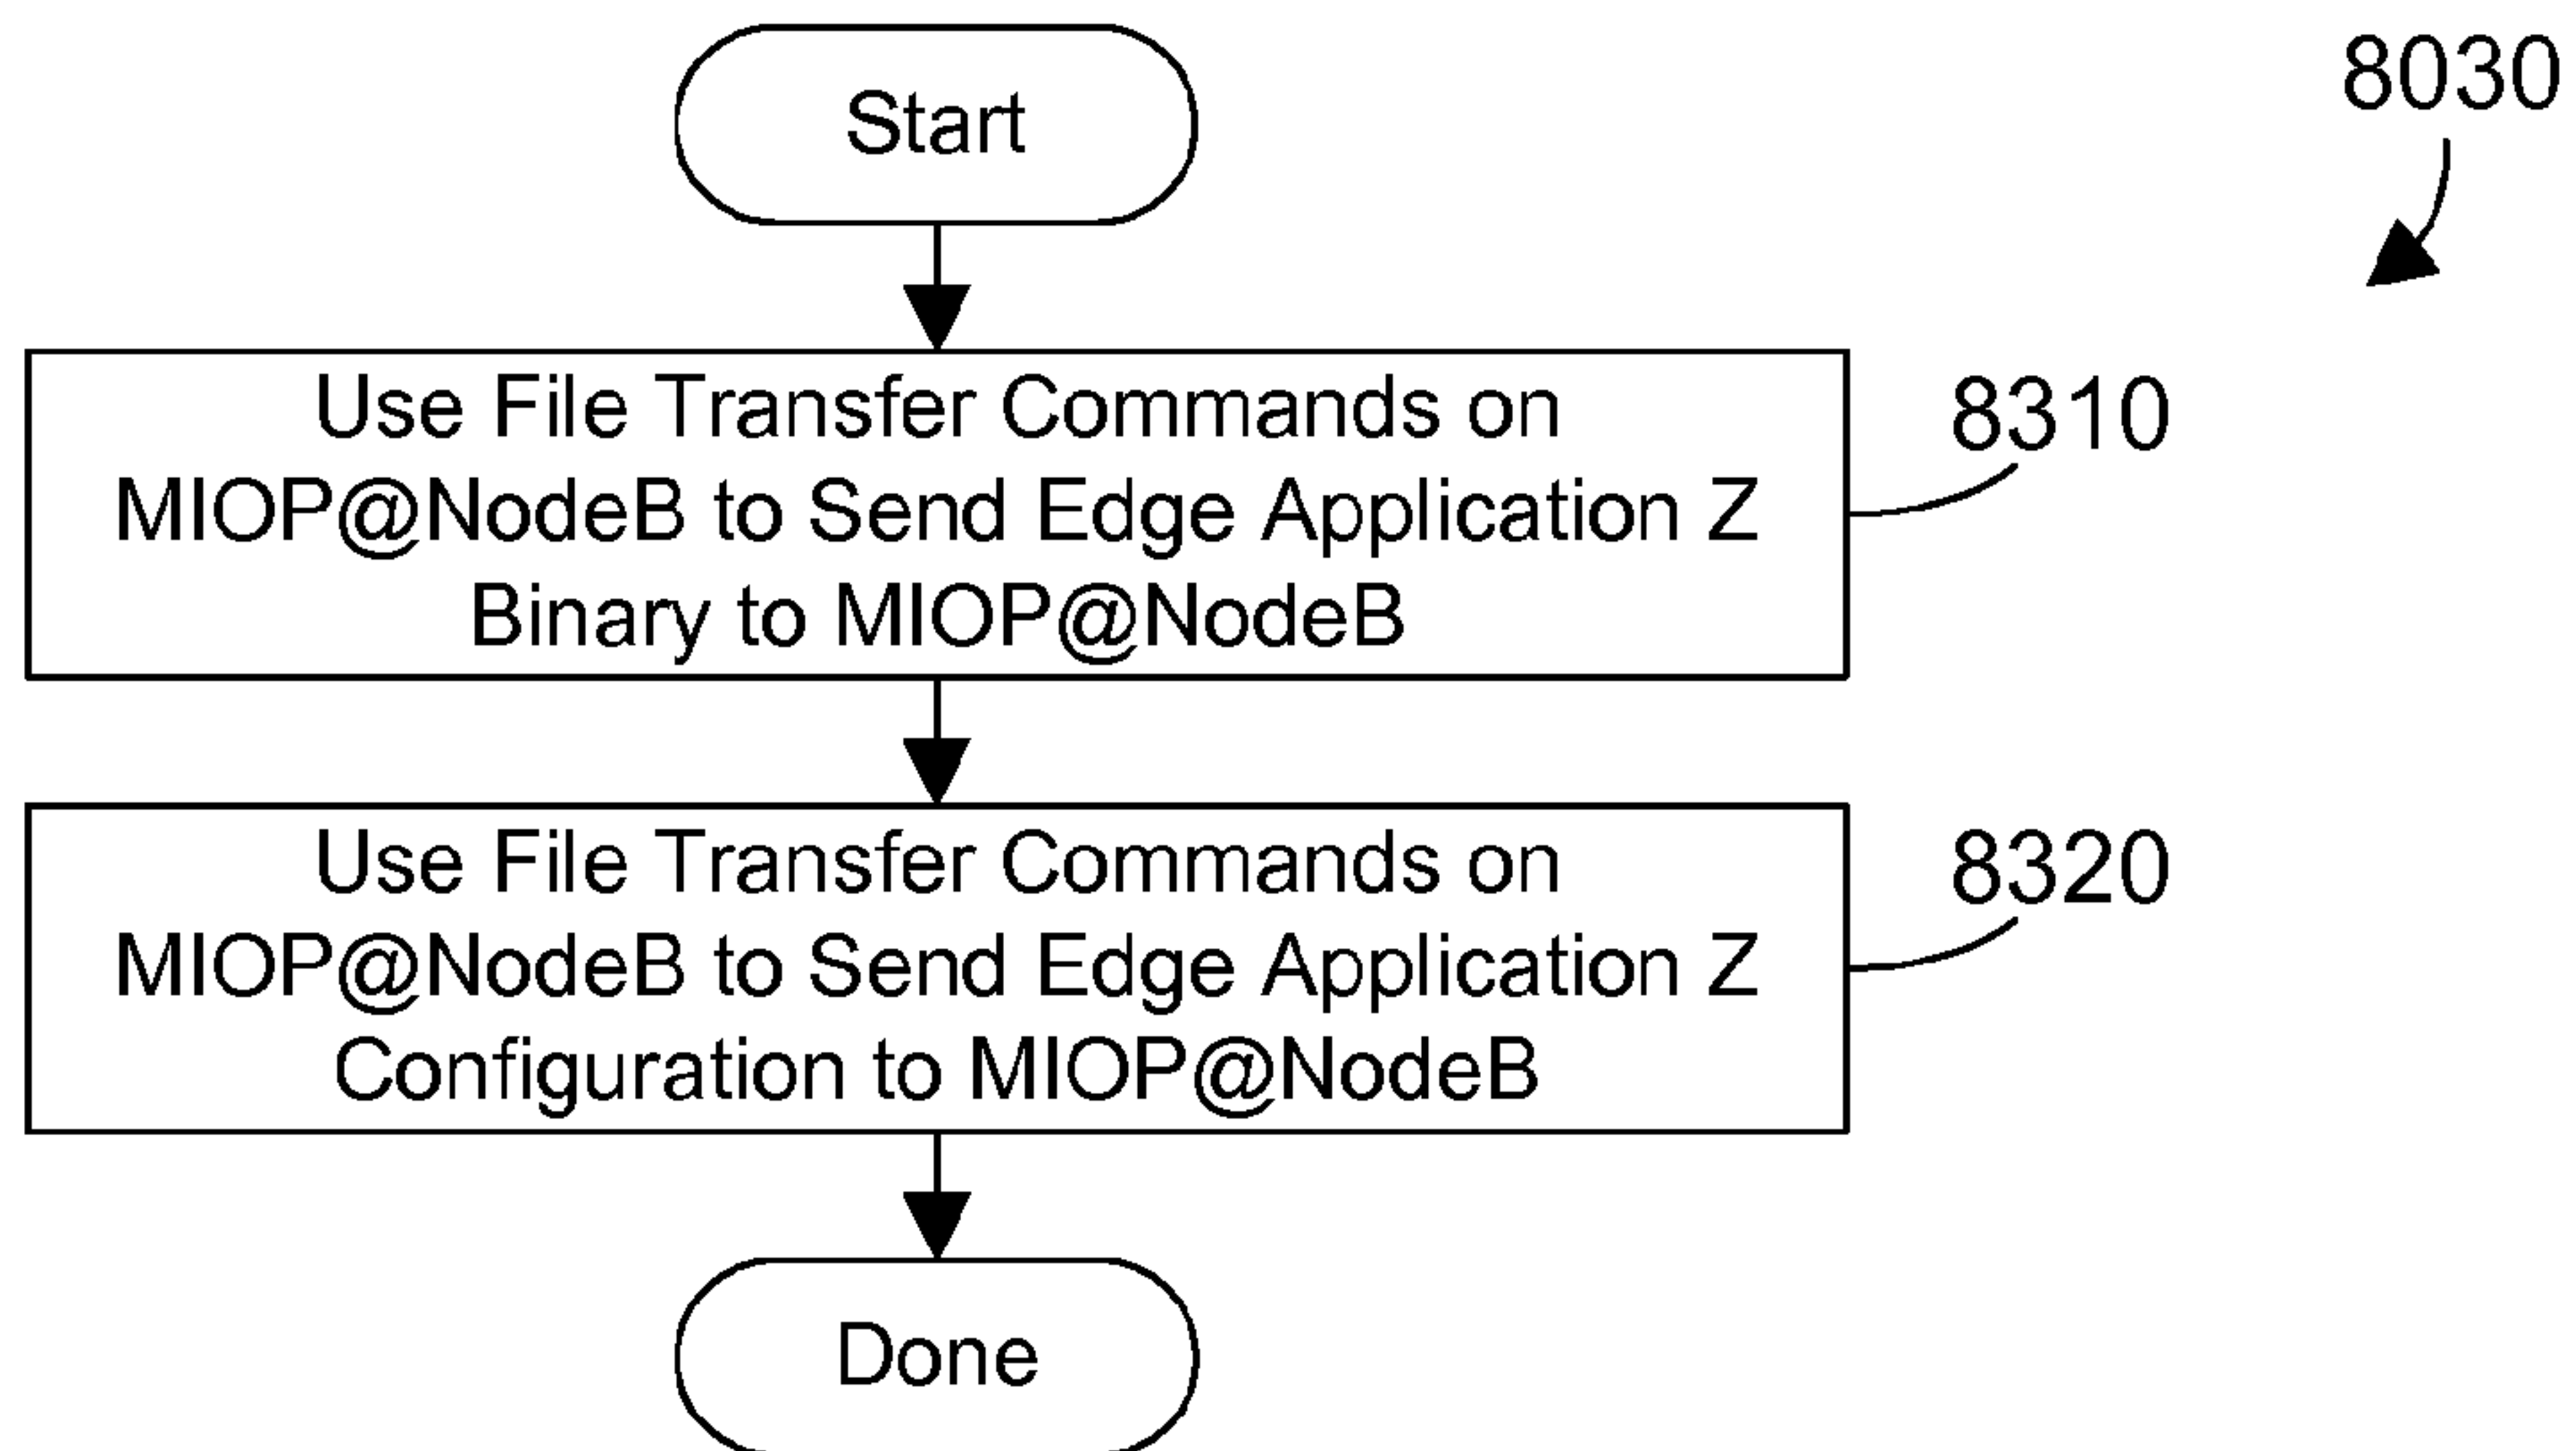 Start
8030
Use File Transfer Commands on
MIOP@NodeB to Send Edge Application Z
Binary to MIOP@NodeB
8310
Use File Transfer Commands on
MIOP@NodeB to Send Edge Application Z
Configuration to MIOP@NodeB
8320
Done